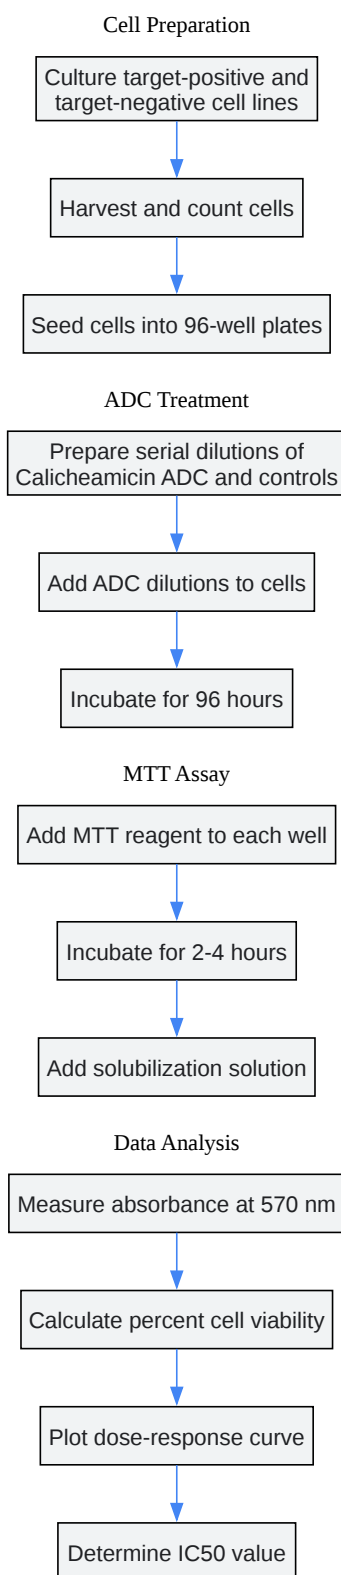 Cell Preparation
Culture target-positive and
target-negative cell lines
Harvest and count cells
Seed cells into 96-well plates
ADC Treatment
Prepare serial dilutions of
Calicheamicin ADC and controls
Add ADC dilutions to cells
Incubate for 96 hours
MTT Assay
Add MTT reagent to each well
Incubate for 2-4 hours
Add solubilization solution
Data Analysis
Measure absorbance at 570 nm
Calculate percent cell viability
Plot dose-response curve
Determine IC50 value